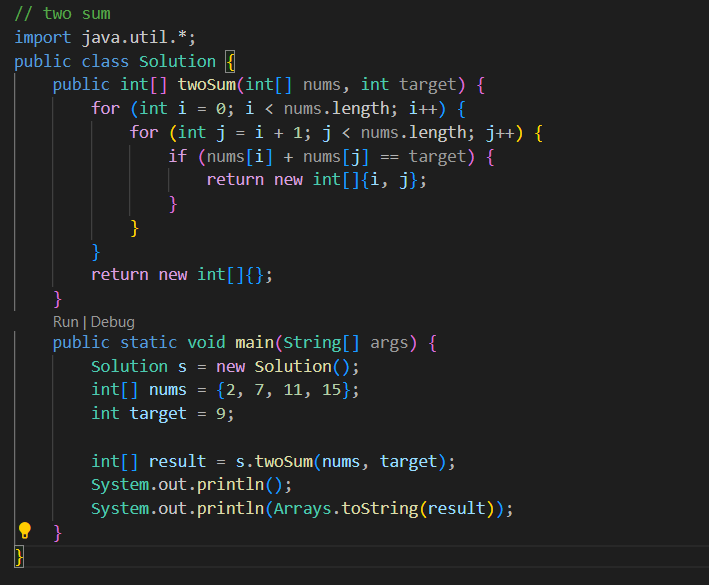 // two sum
import java.util.*;
public class Solution {
    public int[] twoSum(int[] nums, int target) {
        for (int i = 0; i < nums.length; i++) {
            for (int j = i + 1; j < nums.length; j++) {
                if (nums[i] + nums[j] == target) {
                    return new int[]{i, j};
                }
            }
        }
        return new int[]{};
    }
    Run | Debug
    public static void main(String[] args) {
        Solution s = new Solution();
        int[] nums = {2, 7, 11, 15};
        int target = 9;

        int[] result = s.twoSum(nums, target);
        System.out.println();
        System.out.println(Arrays.toString(result));
    }
}